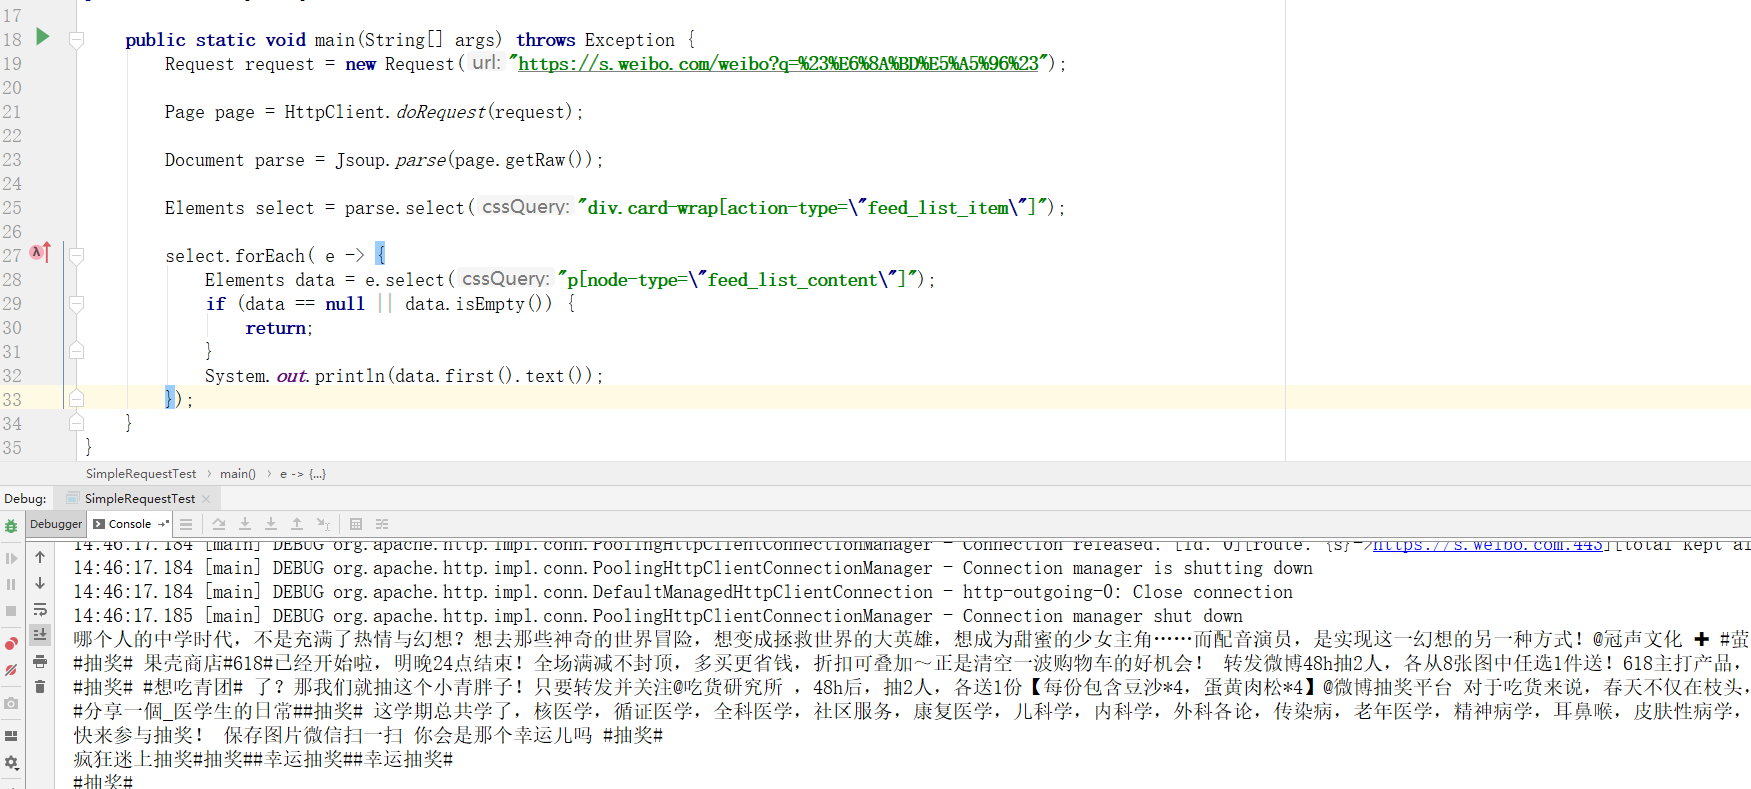 17
18 public static void main(String[] args) throws Exception {
19 Request request = new Request( url: "https://s.weibo.com/weibo?q=%23%E6%8A%BD%E5%A5%96%23");
20
21 Page page = HttpClient.doRequest(request);
22
23 Document parse = Jsoup.parse(page.getRaw());
24
25 Elements select = parse.select( cssQuery: "div.card-wrap[action-type=\"feed_list_item\"]");
26
27 select.forEach( e -> {
28 Elements data = e.select( cssQuery: "p[node-type=\"feed_list_content\"]");
29 if (data == null || data.isEmpty()) {
30 return;
31 }
32 System.out.println(data.first().text());
33 });
34 }
35 }
SimpleRequestTest › main() › e -> {...}
Debug: SimpleRequestTest ×
Debugger Console
14:46:17.184 [main] DEBUG org.apache.http.impl.conn.PoolingHttpClientConnectionManager - Connection released: [id: 0][route: {s}->https://s.weibo.com:443][total kept al
14:46:17.184 [main] DEBUG org.apache.http.impl.conn.PoolingHttpClientConnectionManager - Connection manager is shutting down
14:46:17.184 [main] DEBUG org.apache.http.impl.conn.DefaultManagedHttpClientConnection - http-outgoing-0: Close connection
14:46:17.185 [main] DEBUG org.apache.http.impl.conn.PoolingHttpClientConnectionManager - Connection manager shut down
哪个人的中学时代，不是充满了热情与幻想？想去那些神奇的世界冒险，想变成拯救世界的大英雄，想成为甜蜜的少女主角……而配音演员，是实现这一幻想的另一种方式！@冠声文化 ✚ #萤
#抽奖# 果壳商店#618#已经开始啦，明晚24点结束！全场满减不封顶，多买更省钱，折扣可叠加～正是清空一波购物车的好机会！ 转发微博48h抽2人，各从8张图中任选1件送！618主打产品，
#抽奖# #想吃青团# 了？那我们就抽这个小青胖子！只要转发并关注@吃货研究所 ，48h后，抽2人，各送1份【每份包含豆沙*4，蛋黄肉松*4】@微博抽奖平台 对于吃货来说，春天不仅在枝头，
#分享一個_医学生的日常##抽奖# 这学期总共学了，核医学，循证医学，全科医学，社区服务，康复医学，儿科学，内科学，外科各论，传染病，老年医学，精神病学，耳鼻喉，皮肤性病学，
快来参与抽奖！ 保存图片微信扫一扫 你会是那个幸运儿吗 #抽奖#
疯狂迷上抽奖#抽奖##幸运抽奖##幸运抽奖#
#抽奖#